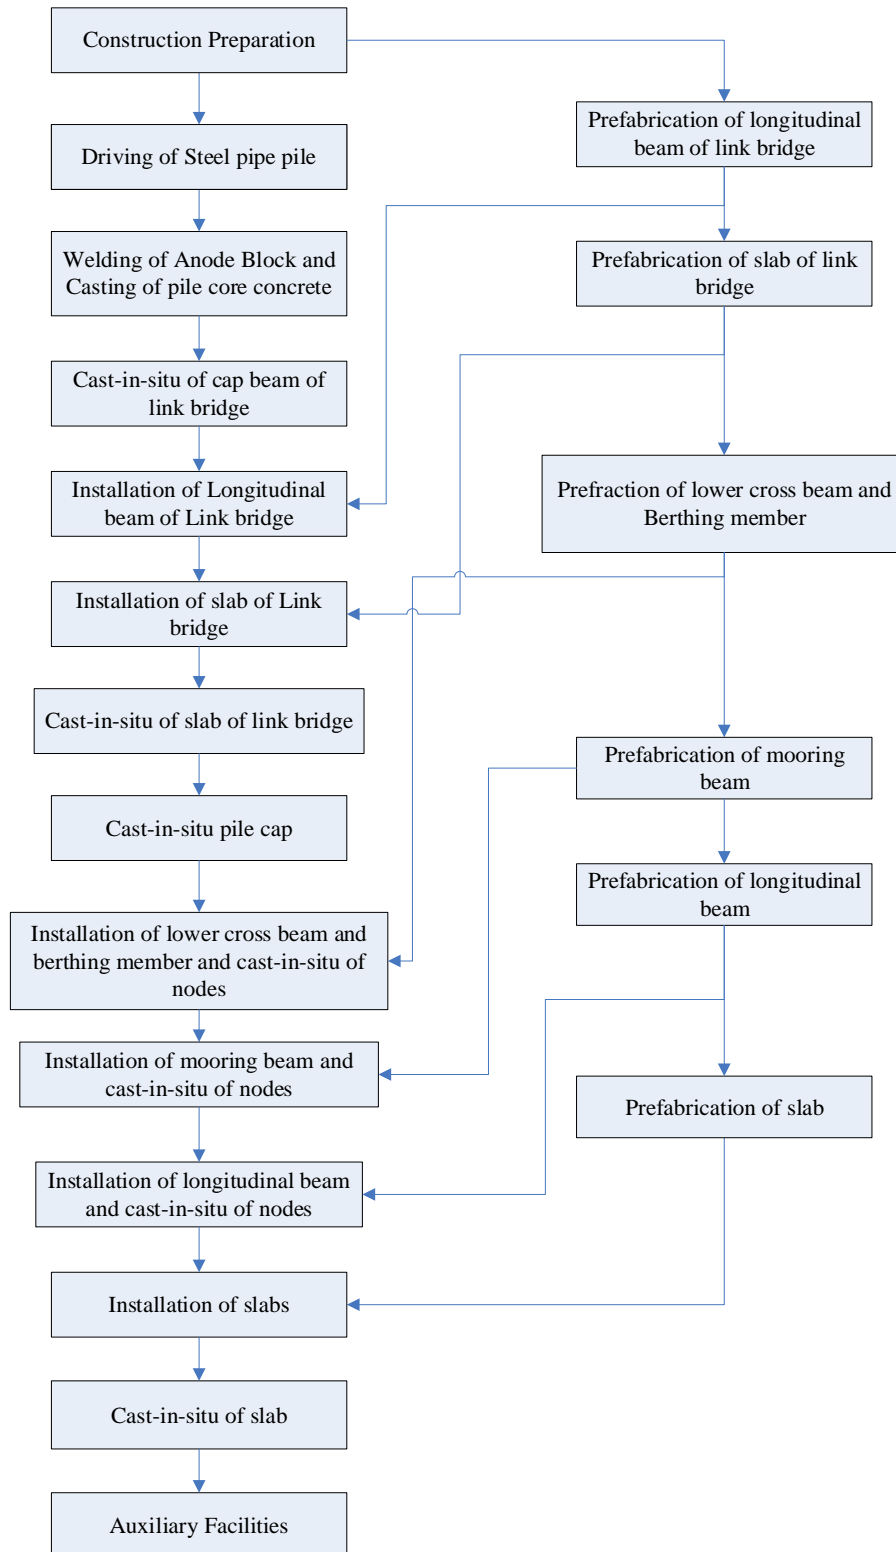 Construction Preparation
Prefabrication of longitudinal
beam of link bridge
Driving of Steel pipe pile
Welding of Anode Block and
Casting of pile core concrete
Prefabrication of slab of link
bridge
Cast-in-situ of cap beam of
link bridge
Installation of Longitudinal
beam of Link bridge
Prefraction of lower cross beam and
Berthing member
Installation of slab of Link
bridge
Cast-in-situ of slab of link bridge
Prefabrication of mooring
beam
Cast-in-situ pile cap
Prefabrication of longitudinal
beam
Installation of lower cross beam and
berthing member and cast-in-situ of
nodes
Installation of mooring beam and
cast-in-situ of nodes
Prefabrication of slab
Installation of longitudinal beam
and cast-in-situ of nodes
Installation of slabs
Cast-in-situ of slab
Auxiliary Facilities